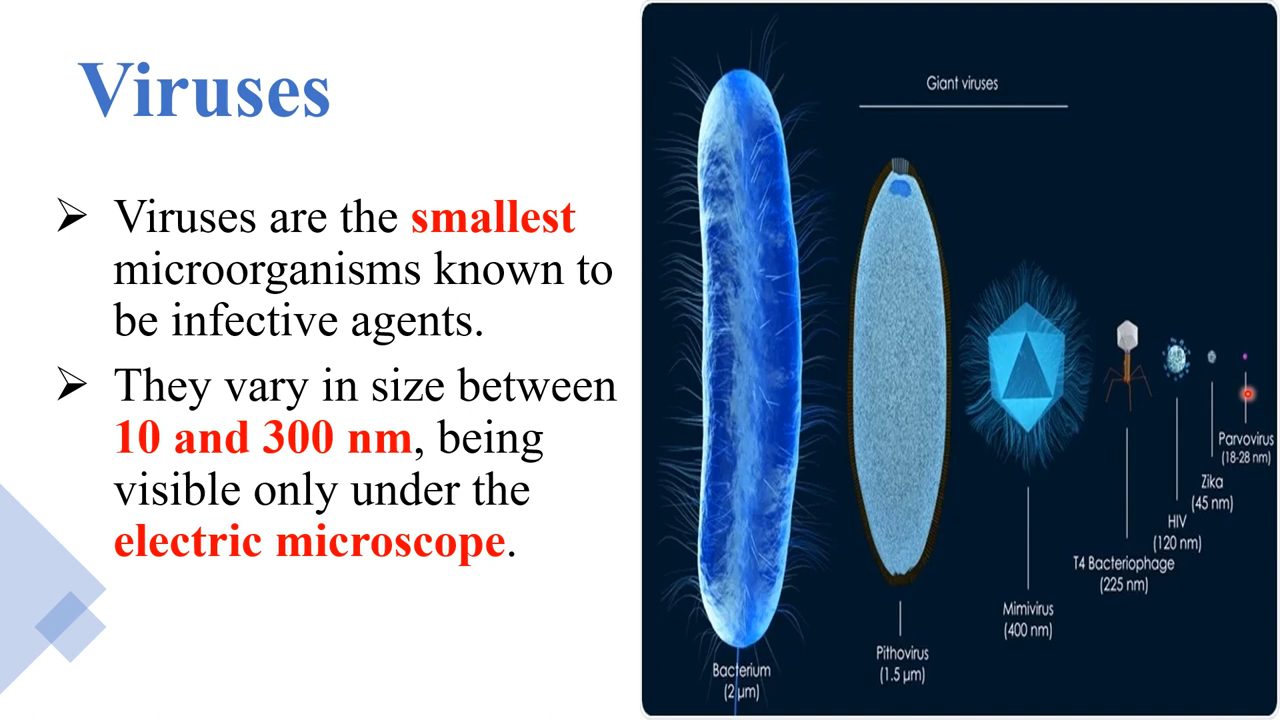 Viruses
➢ Viruses are the smallest
microorganisms known to
be infective agents.
➢ They vary in size between
10 and 300 nm, being
visible only under the
electric microscope.
Giant viruses
Bacterium
(2 µm)
Pithovirus
(1.5 µm)
Mimivirus
(400 nm)
T4 Bacteriophage
(225 nm)
HIV
(120 nm)
Zika
(45 nm)
Parvovirus
(18-28 nm)